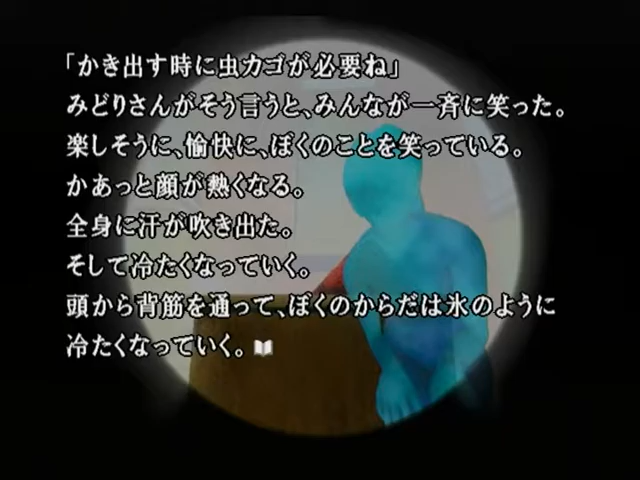 「かき出す時に虫カゴが必要ね」
みどりさんがそう言うと、みんなが一斉に笑った。
楽しそうに、愉快に、ぼくのことを笑っている。
かあっと顔が熱くなる。
全身に汗が吹き出た。
そして冷たくなっていく。
頭から背筋を通って、ぼくのからだは氷のように
冷たくなっていく。